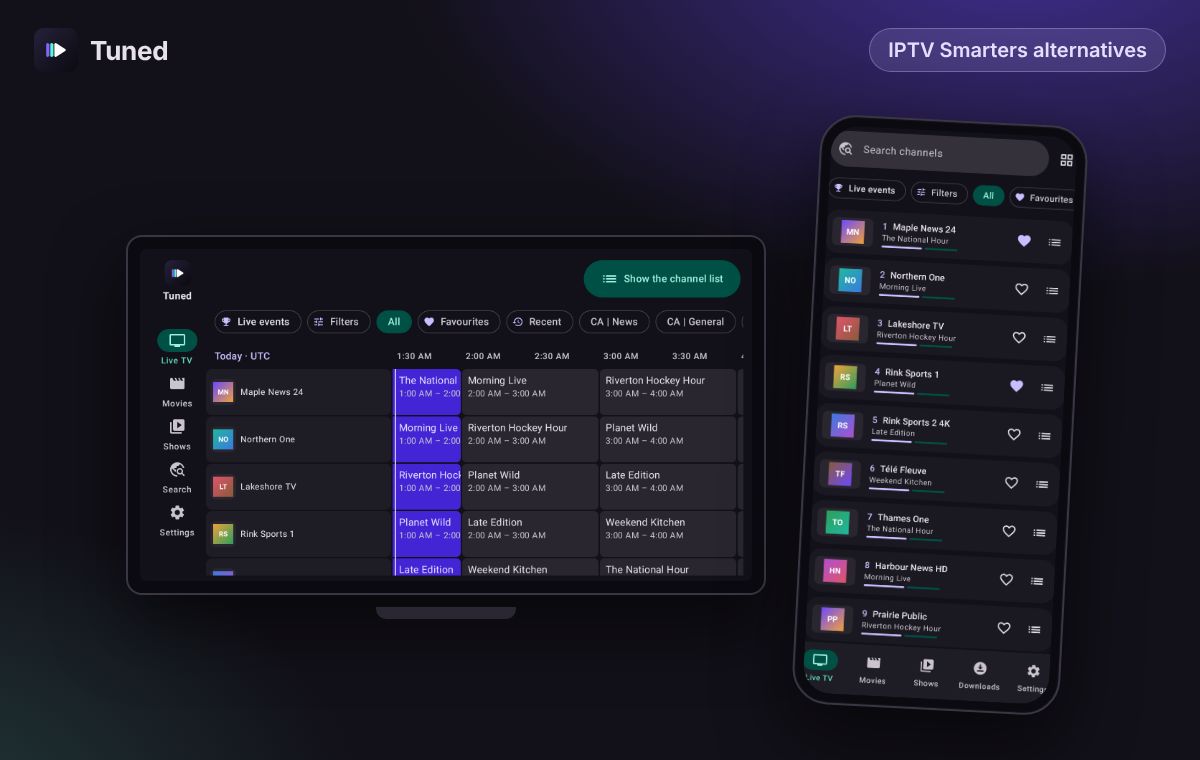 Tuned
IPTV Smarters alternatives
Tuned
Show the channel list
Live events
Filters
All
Favourites
Recent
CA | News
CA | General
Today · UTC
1:30 AM
2:00 AM
2:30 AM
3:00 AM
3:30 AM
Live TV
Movies
Shows
Search
Settings
MN
Maple News 24
The National
1:00 AM – 2:00
Morning Live
2:00 AM – 3:00 AM
Riverton Hockey Hour
3:00 AM – 4:00 AM
NO
Northern One
Morning Live
1:00 AM – 2:00
Riverton Hockey Hour
2:00 AM – 3:00 AM
Planet Wild
3:00 AM – 4:00 AM
LT
Lakeshore TV
Riverton Hock
1:00 AM – 2:00
Planet Wild
2:00 AM – 3:00 AM
Late Edition
3:00 AM – 4:00 AM
RS
Rink Sports 1
Planet Wild
1:00 AM – 2:00
Late Edition
2:00 AM – 3:00 AM
Weekend Kitchen
3:00 AM – 4:00 AM
Late Edition
Weekend Kitchen
The National Hour
Search channels
Live events
Filters
All
Favourites
MN
1 Maple News 24
The National Hour
NO
2 Northern One
Morning Live
LT
3 Lakeshore TV
Riverton Hockey Hour
RS
4 Rink Sports 1
Planet Wild
RS
5 Rink Sports 2 4K
Late Edition
TF
6 Télé Fleuve
Weekend Kitchen
TO
7 Thames One
The National Hour
HN
8 Harbour News HD
Morning Live
PP
9 Prairie Public
Riverton Hockey Hour
Live TV
Movies
Shows
Downloads
Settings